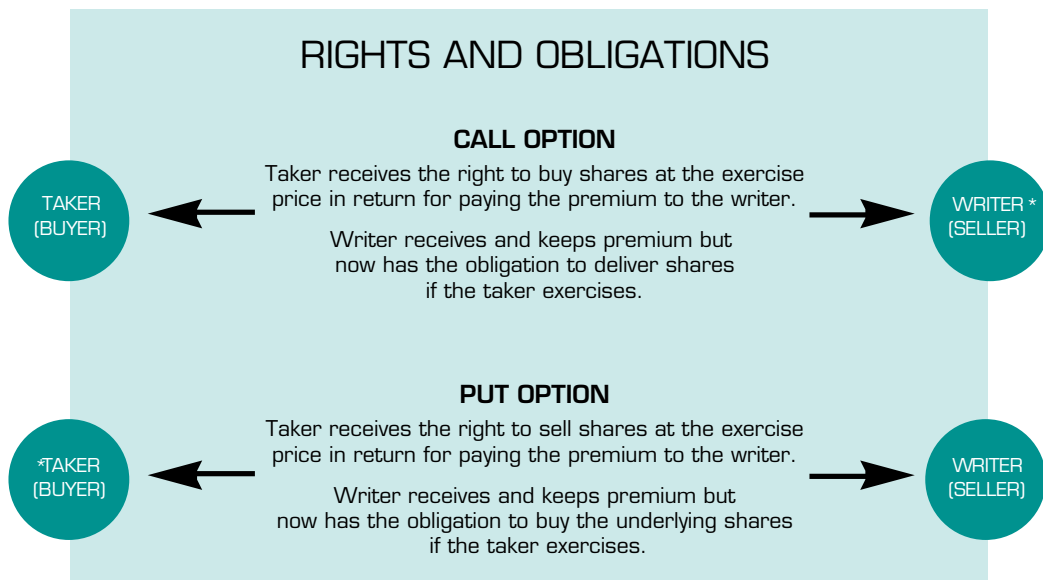 RIGHTS AND OBLIGATIONS
CALL OPTION
Taker receives the right to buy shares at the exercise
price in return for paying the premium to the writer.
Writer receives and keeps premium but
now has the obligation to deliver shares
if the taker exercises.
TAKER
(BUYER)
WRITER *
(SELLER)
PUT OPTION
Taker receives the right to sell shares at the exercise
price in return for paying the premium to the writer.
Writer receives and keeps premium but
now has the obligation to buy the underlying shares
if the taker exercises.
*TAKER
(BUYER)
WRITER
(SELLER)